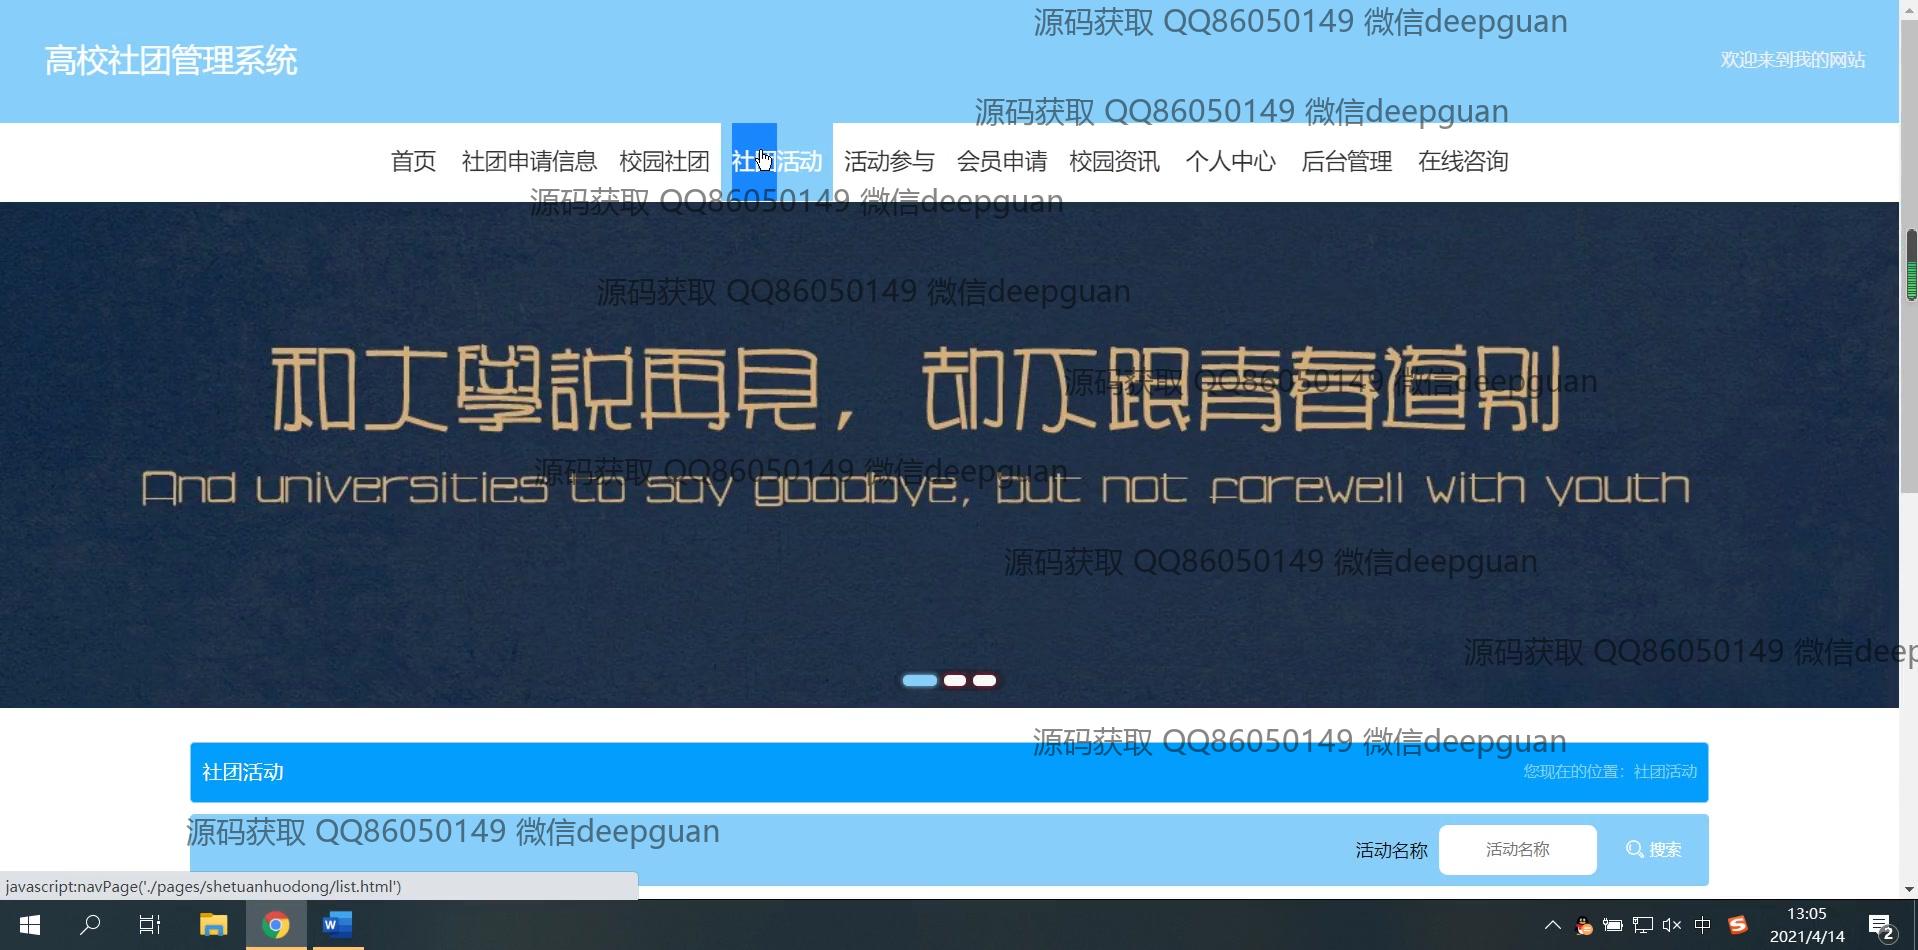 源码获取 QQ86050149 微信deepguan
高校社团管理系统
欢迎来到我的网站
源码获取 QQ86050149 微信deepguan
首页 社团申请信息 校园社团 社团活动 活动参与 会员申请 校园资讯 个人中心 后台管理 在线咨询
源码获取 QQ86050149 微信deepguan
源码获取 QQ86050149 微信deepguan
和大學説再見，却不跟青春道别
源码获取 QQ86050149 微信deepguan
源码获取 QQ86050149 微信deepguan
And universities to say goodbye, but not farewell with youth
源码获取 QQ86050149 微信deepguan
源码获取 QQ86050149 微信deep
源码获取 QQ86050149 微信deepguan
社团活动
您现在的位置：社团活动
源码获取 QQ86050149 微信deepguan
活动名称 活动名称 搜索
javascript:navPage('./pages/shetuanhuodong/list.html')
W
中
S
13:05
2021/4/14
2